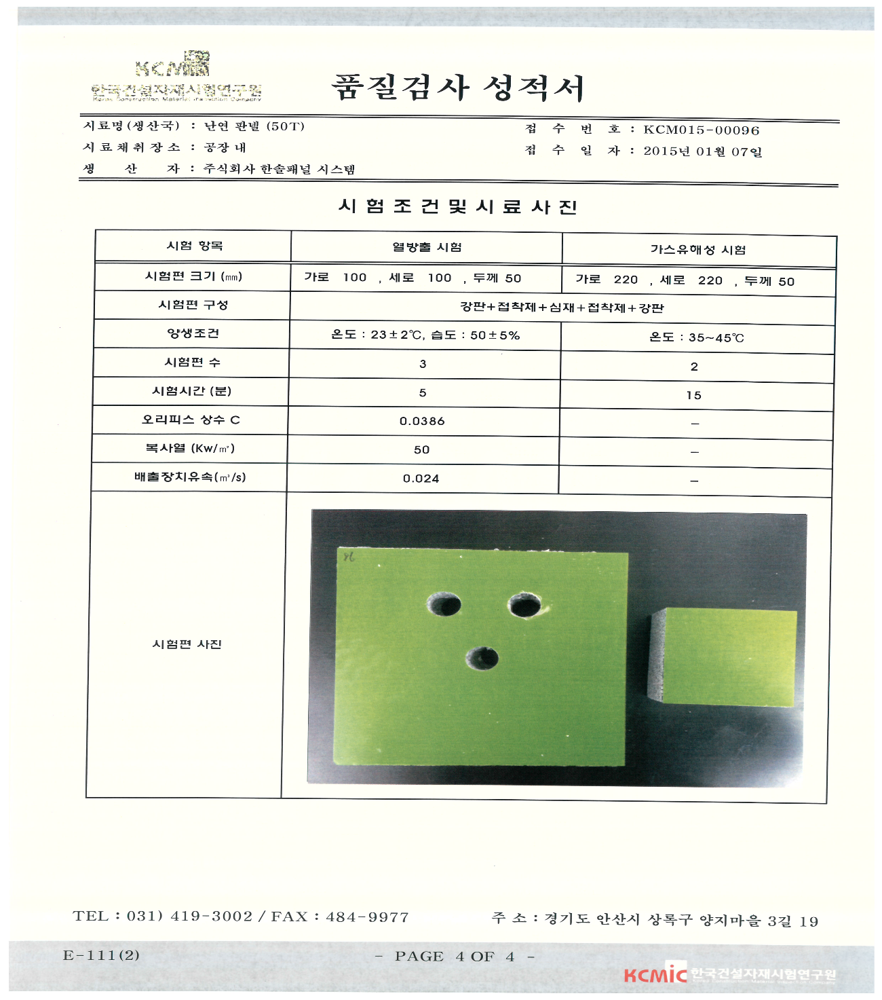 KCMIC
품질검사 성적서
한국건설자재시험연구원
Korea Construction Material Inspection Company
시료명(생산국) : 난연 판넬 (50T)
접 수 번 호 : KCM015-00096
시료채취장소 : 공장 내
접 수 일 자 : 2015년 01월 07일
생 산 자 : 주식회사 한솔패널 시스템
시험조건및시료사진
시험 항목 열방출 시험 가스유해성 시험
시험편 크기 (㎜) 가로 100 , 세로 100 , 두께 50 가로 220 , 세로 220 , 두께 50
시험편 구성 강판+접착제+심재+접착제+강판
양생조건 온도 : 23±2℃, 습도 : 50±5% 온도 : 35~45℃
시험편 수 3 2
시험시간 (분) 5 15
오리피스 상수 C 0.0386 –
복사열 (Kw/㎡) 50 –
배출장치유속(㎥/s) 0.024 –
시험편 사진
96
TEL : 031) 419-3002 / FAX : 484-9977
주 소 : 경기도 안산시 상록구 양지마을 3길 19
E-111(2)
- PAGE 4 OF 4 -
KCMiC 한국건설자재시험연구원